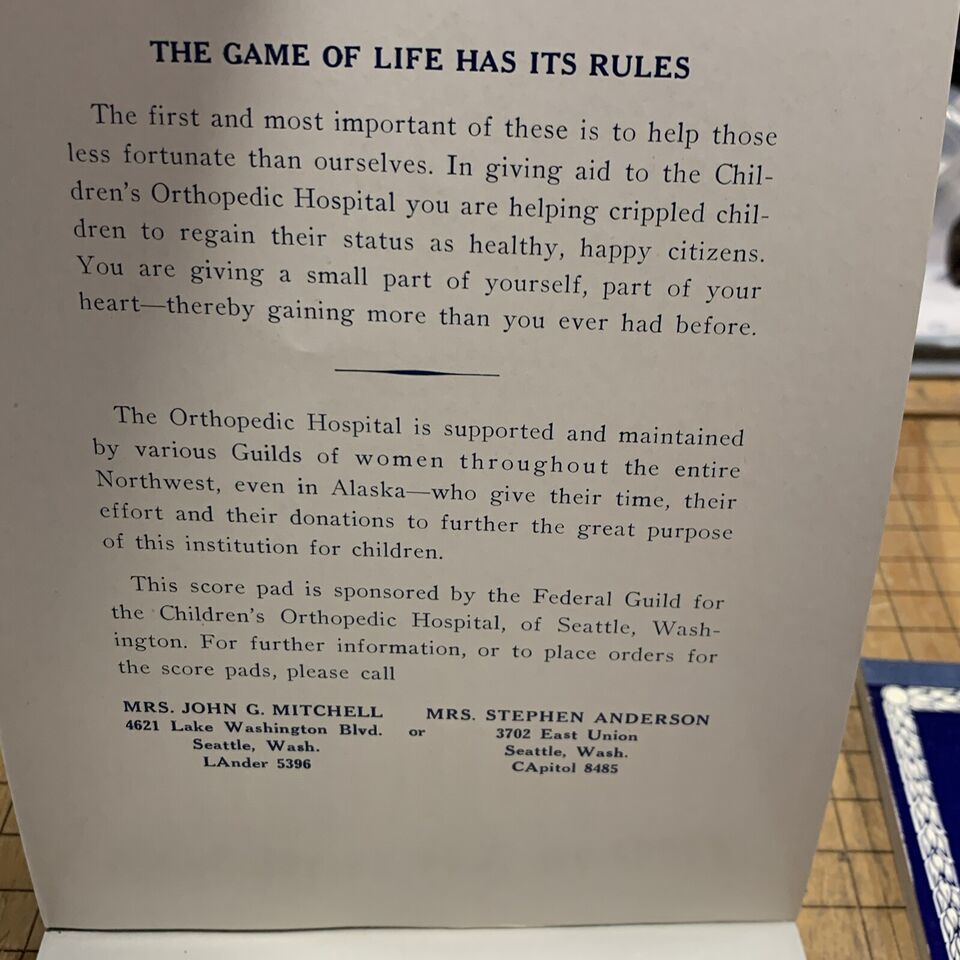 THE GAME OF LIFE HAS ITS RULES
The first and most important of these is to help those
less fortunate than ourselves. In giving aid to the Chil-
dren's Orthopedic Hospital you are helping crippled chil-
dren to regain their status as healthy, happy citizens.
You are giving a small part of yourself, part of your
heart—thereby gaining more than you ever had before.
The Orthopedic Hospital is supported and maintained
by various Guilds of women throughout the entire
Northwest, even in Alaska—who give their time, their
effort and their donations to further the great purpose
of this institution for children.
This score pad is sponsored by the Federal Guild for
the Children's Orthopedic Hospital, of Seattle, Wash-
ington. For further information, or to place orders for
the score pads, please call
MRS. JOHN G. MITCHELL
4621 Lake Washington Blvd.
Seattle, Wash.
LAnder 5396
or
MRS. STEPHEN ANDERSON
3702 East Union
Seattle, Wash.
CApitol 8485